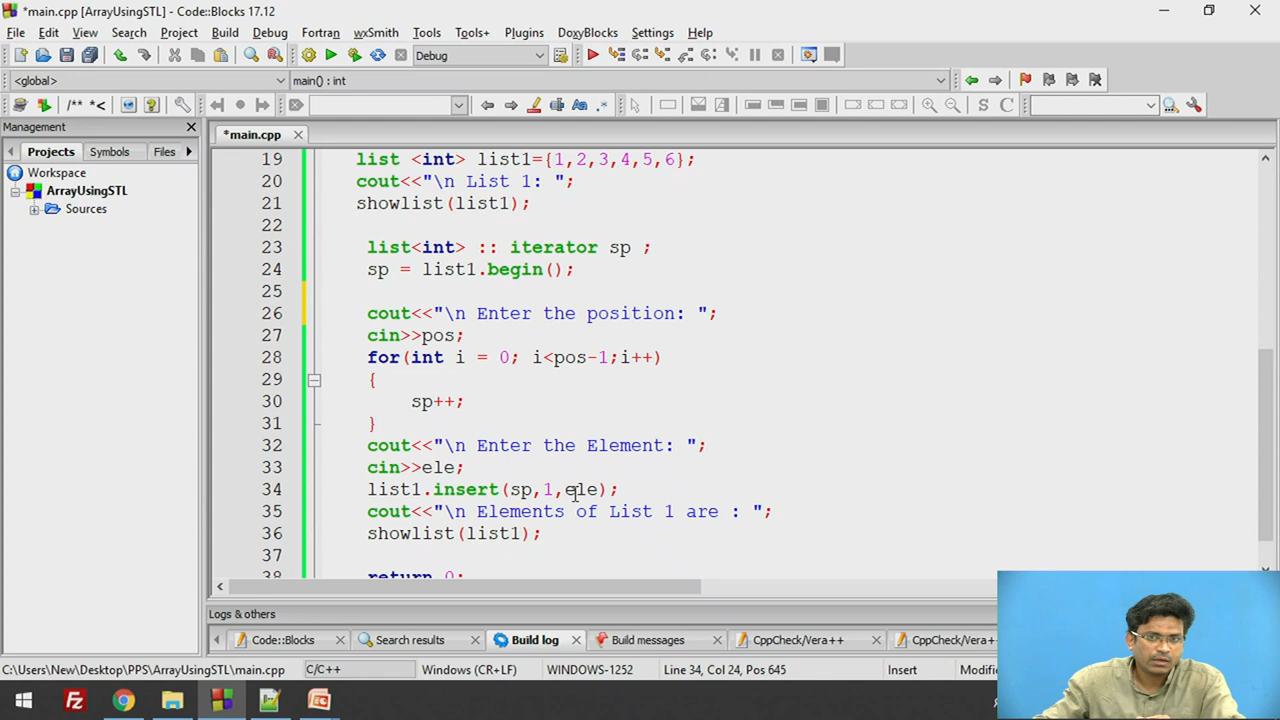 *main.cpp [ArrayUsingSTL] - Code::Blocks 17.12
File Edit View Search Project Build Debug Fortran wxSmith Tools Tools+ Plugins DoxyBlocks Settings Help
Debug
<global> main() : int
/** *<
Management
Projects Symbols Files
*main.cpp
Workspace
ArrayUsingSTL
Sources
19 list <int> list1={1,2,3,4,5,6};
20 cout<<"\n List 1: ";
21 showlist(list1);
22
23 list<int> :: iterator sp ;
24 sp = list1.begin();
25
26 cout<<"\n Enter the position: ";
27 cin>>pos;
28 for(int i = 0; i<pos-1;i++)
29 {
30 sp++;
31 }
32 cout<<"\n Enter the Element: ";
33 cin>>ele;
34 list1.insert(sp,1,ele);
35 cout<<"\n Elements of List 1 are : ";
36 showlist(list1);
37
38 return 0;
Logs & others
Code::Blocks Search results Build log Build messages CppCheck/Vera++ CppCheck/Vera+
C:\Users\New\Desktop\PPS\ArrayUsingSTL\main.cpp C/C++ Windows (CR+LF) WINDOWS-1252 Line 34, Col 24, Pos 645 Insert Modifi